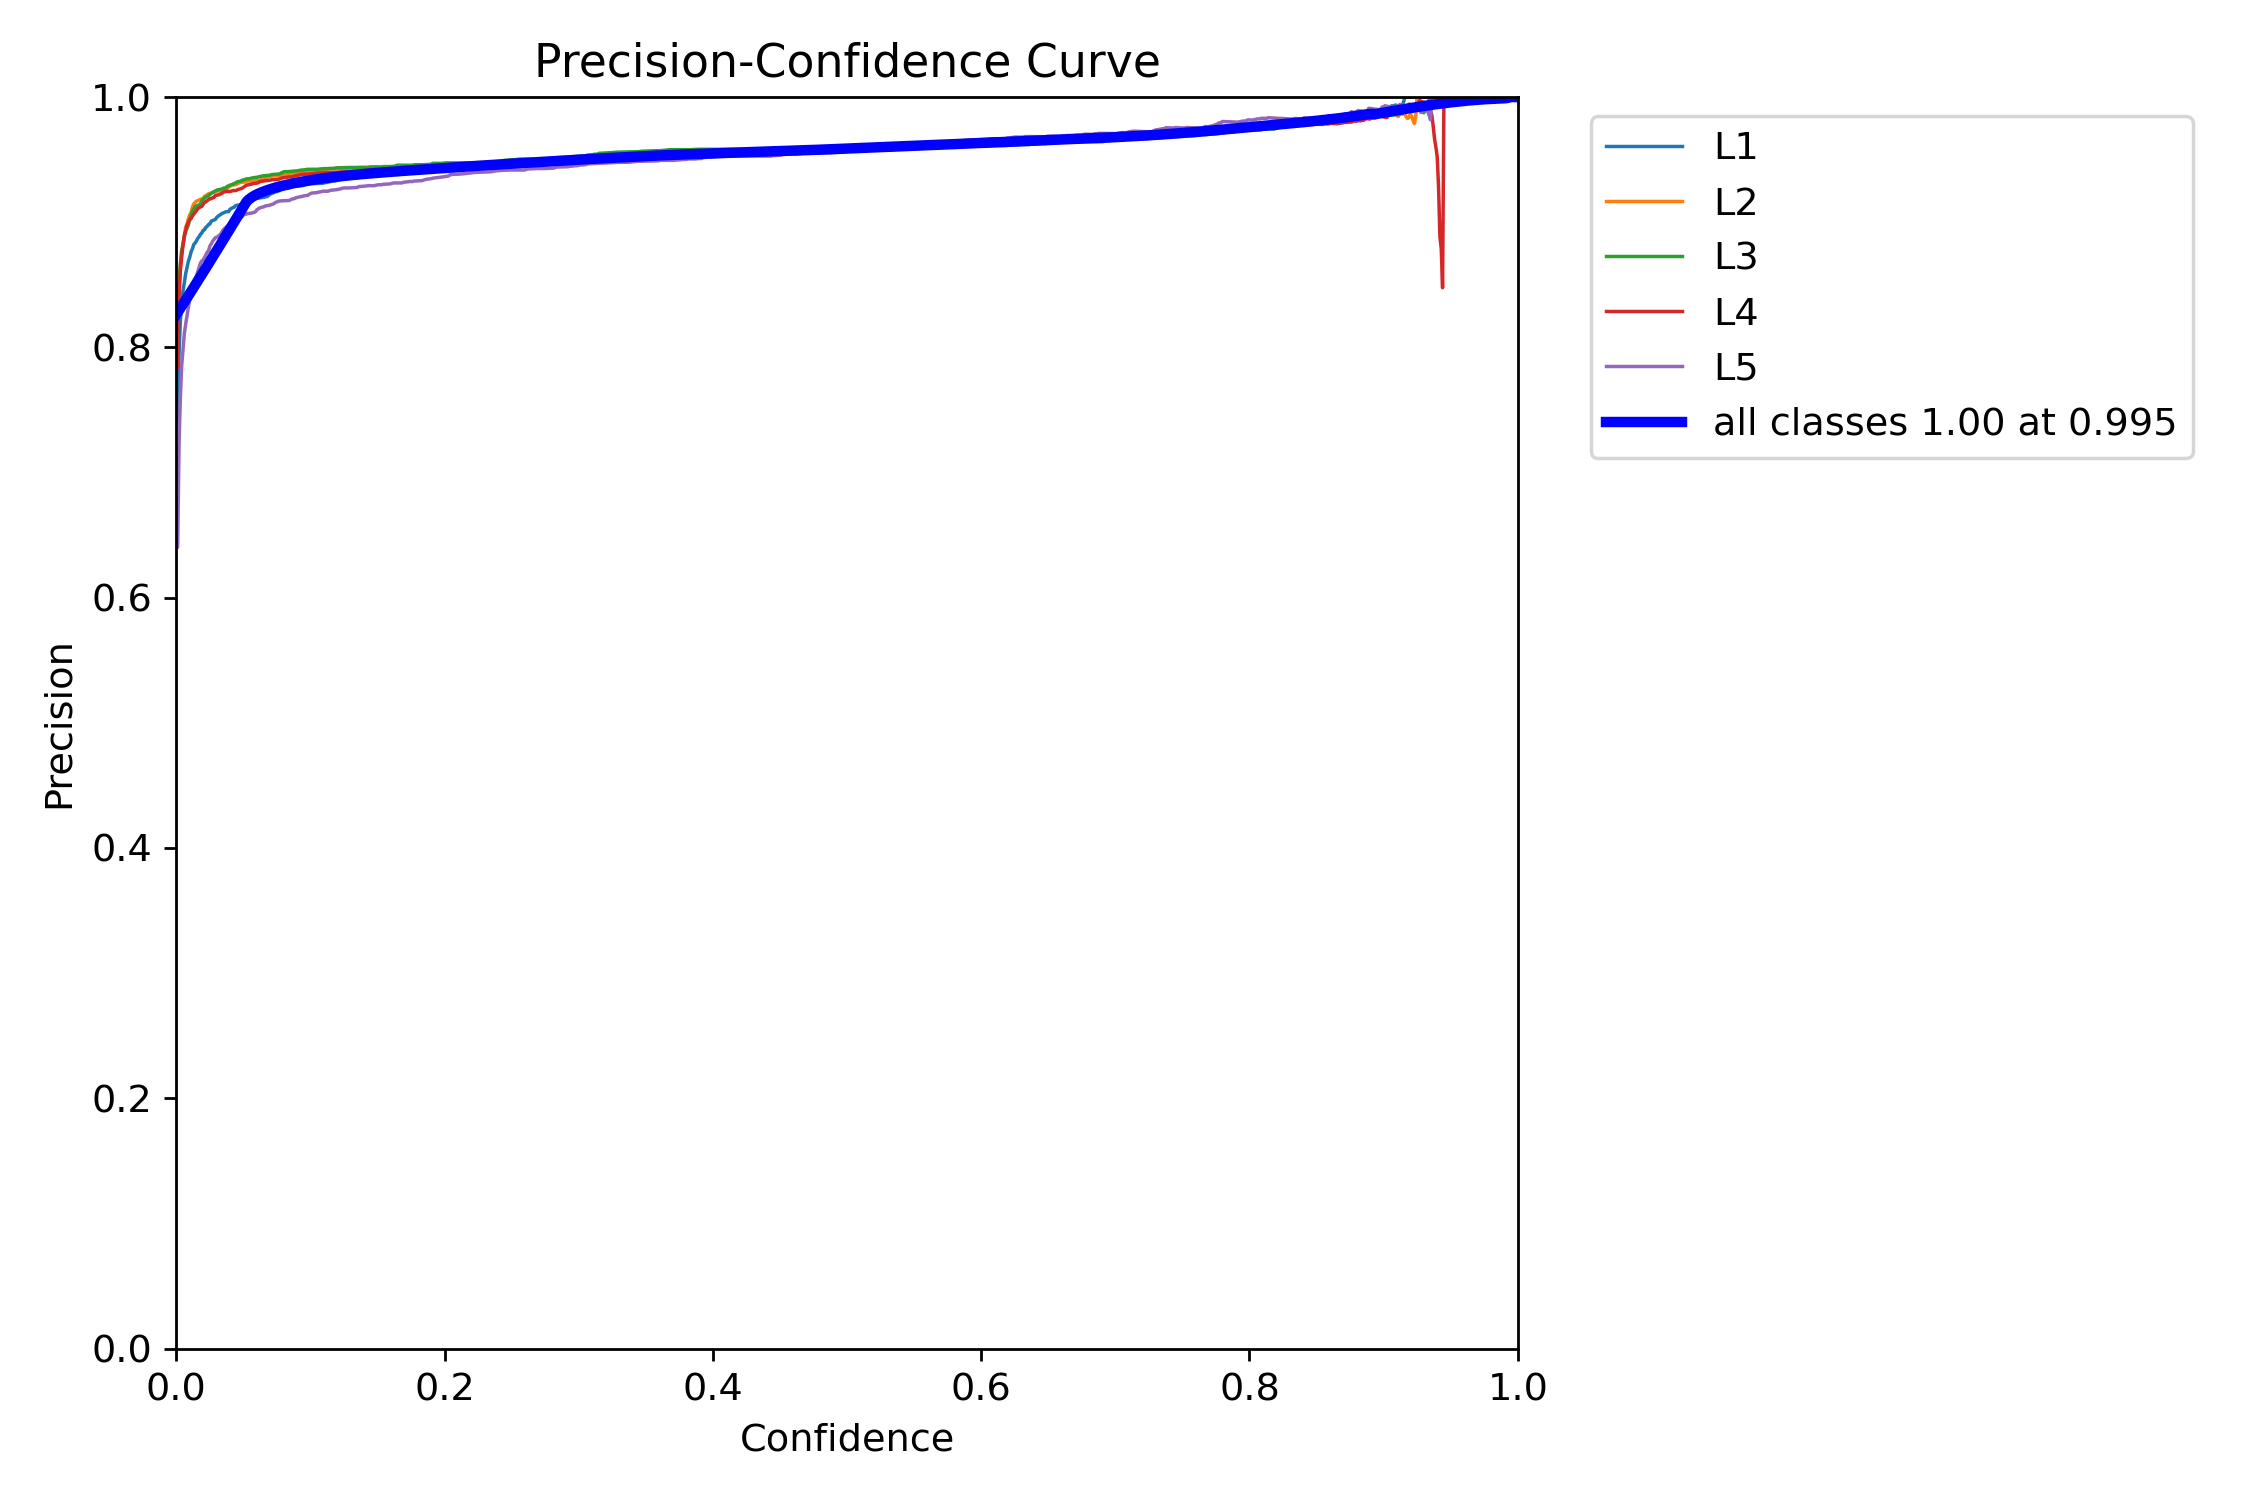 Precision-Confidence Curve
1.0
0.8
0.6
0.4
0.2
0.0
Precision
0.0 0.2 0.4 0.6 0.8 1.0
Confidence
L1
L2
L3
L4
L5
all classes 1.00 at 0.995